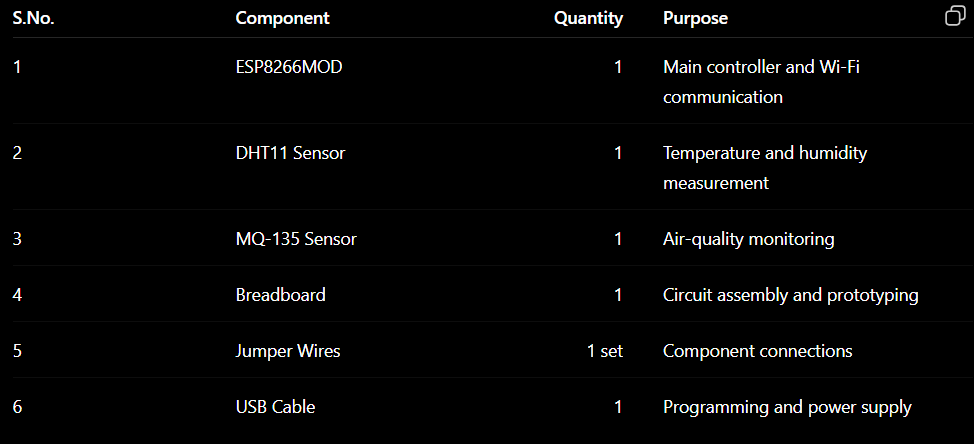 S.No. Component Quantity Purpose
1 ESP8266MOD 1 Main controller and Wi-Fi
communication
2 DHT11 Sensor 1 Temperature and humidity
measurement
3 MQ-135 Sensor 1 Air-quality monitoring
4 Breadboard 1 Circuit assembly and prototyping
5 Jumper Wires 1 set Component connections
6 USB Cable 1 Programming and power supply